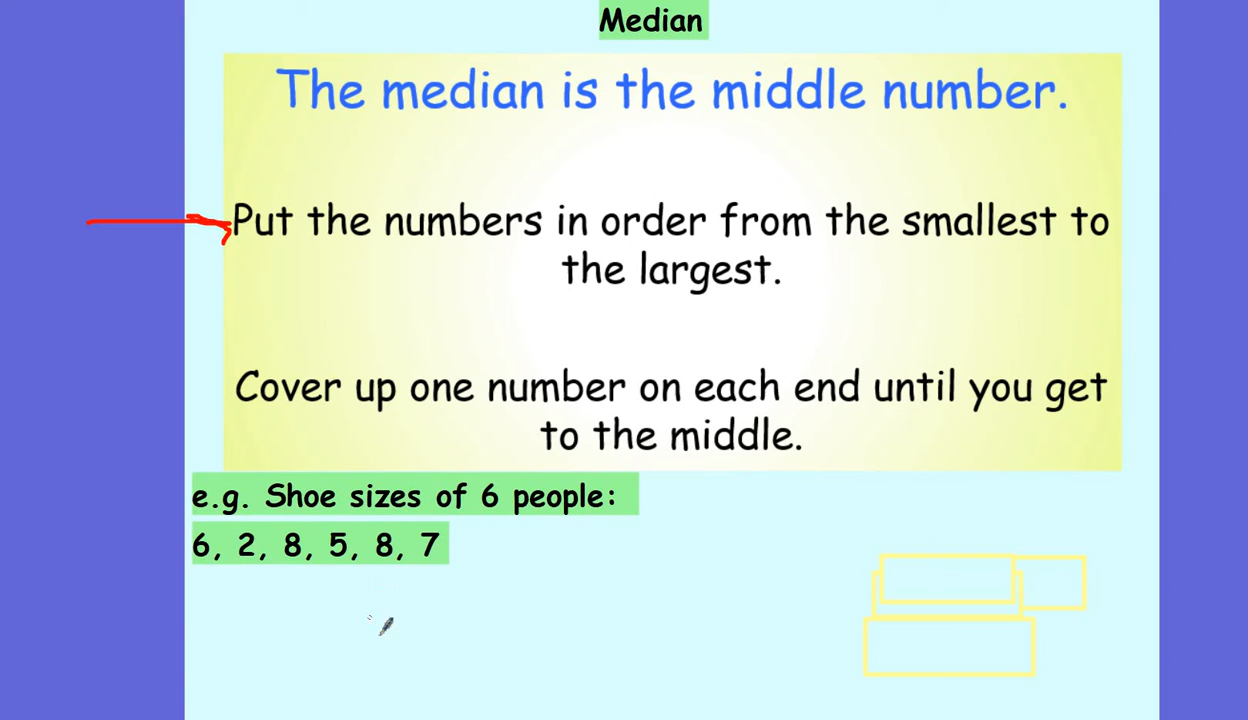 Median
The median is the middle number.
Put the numbers in order from the smallest to
the largest.
Cover up one number on each end until you get
to the middle.
e.g. Shoe sizes of 6 people:
6, 2, 8, 5, 8, 7